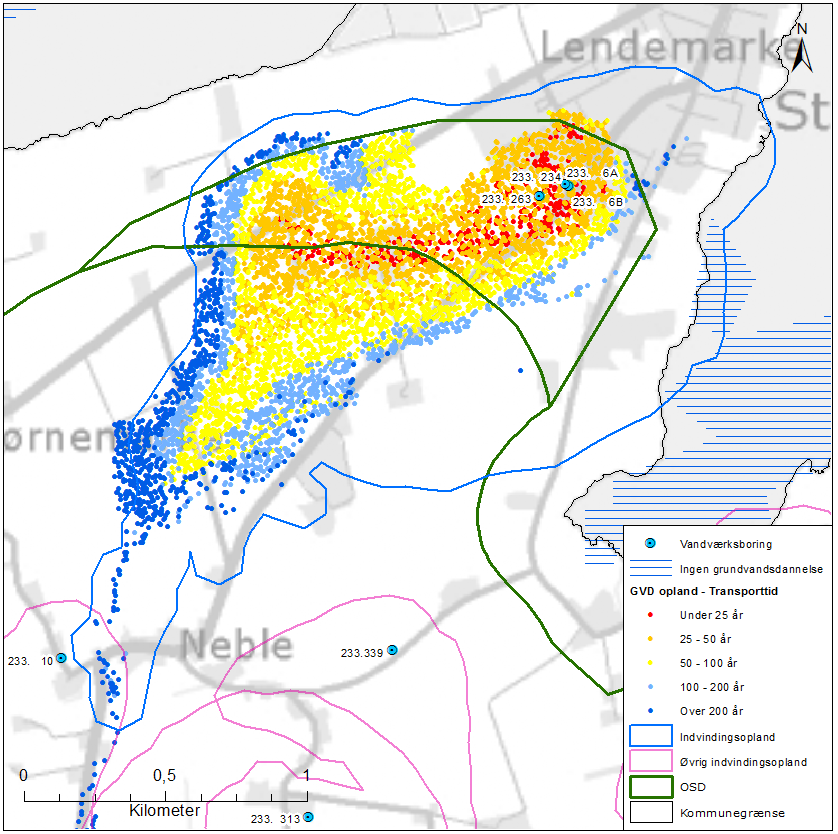 Lendemarke
N
St
233. 234
233. 6A
233. 263
233. 6B
ørnem
Neble
233. 10
233.339
233. 313
0 0,5 1
Kilometer
Vandværksboring
Ingen grundvandsdannelse
GVD opland - Transporttid
Under 25 år
25 - 50 år
50 - 100 år
100 - 200 år
Over 200 år
Indvindingsopland
Øvrig indvindingsopland
OSD
Kommunegrænse